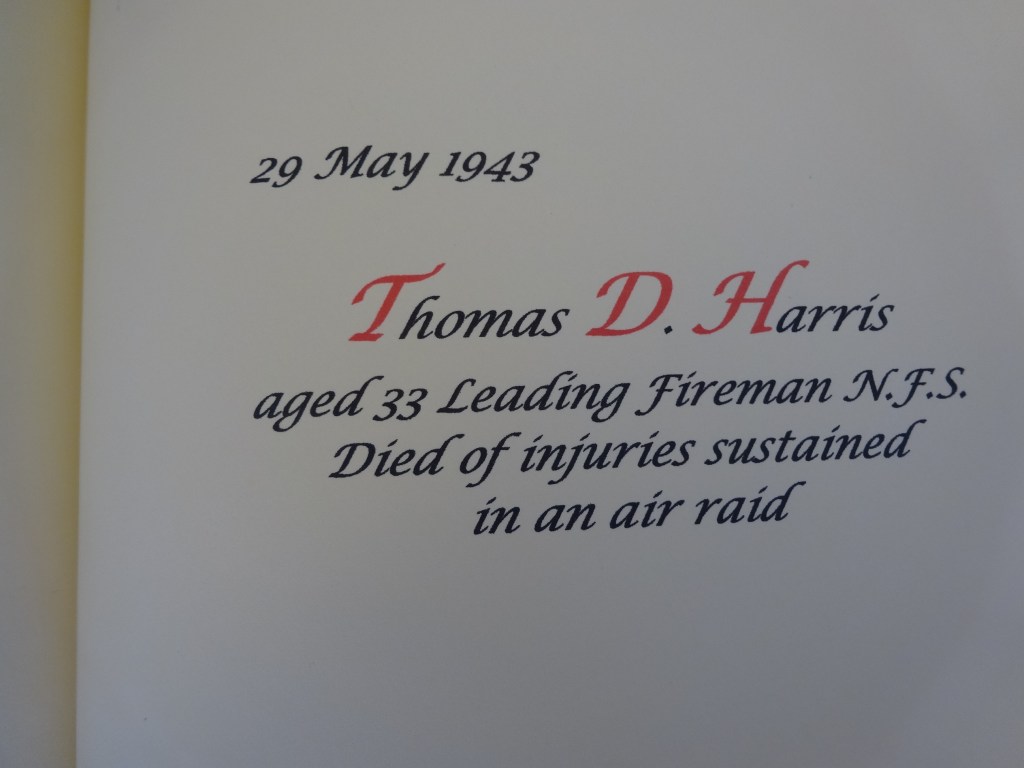 29 May 1943
Thomas D. Harris
aged 33 Leading Fireman N.F.S.
Died of injuries sustained
in an air raid